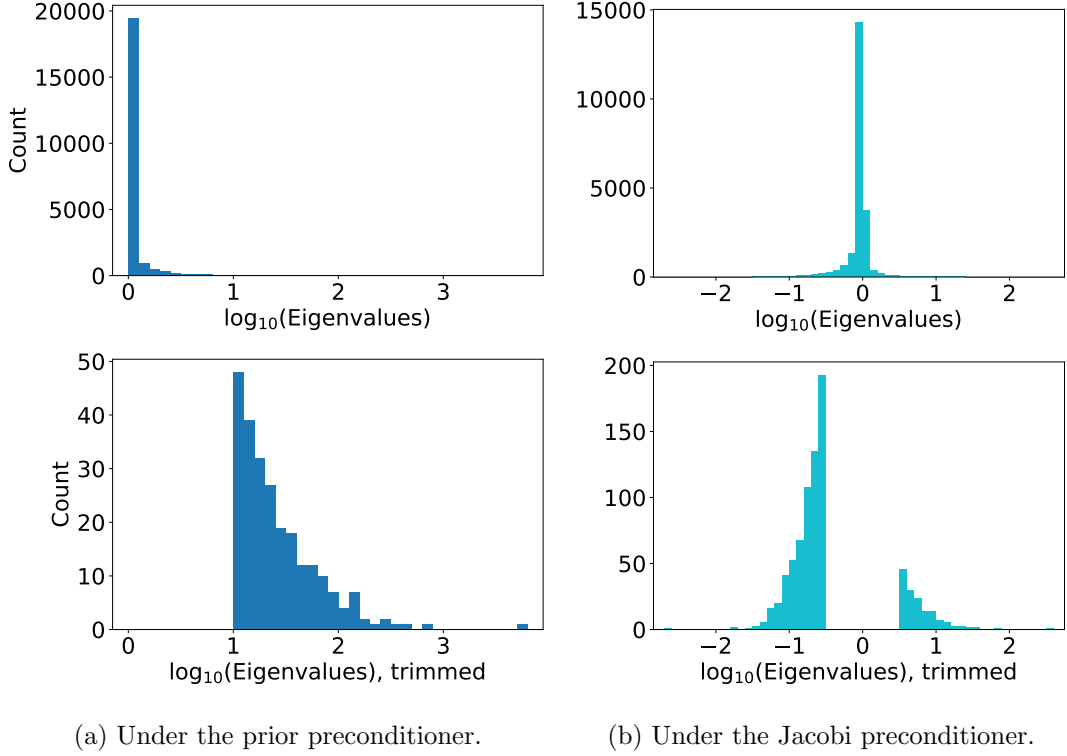 20000
15000
10000
5000
0
Count
0 1 2 3
log₁₀(Eigenvalues)
15000
10000
5000
0
−2 −1 0 1 2
log₁₀(Eigenvalues)
50
40
30
20
10
0
Count
0 1 2 3
log₁₀(Eigenvalues), trimmed
200
150
100
50
0
−2 −1 0 1 2
log₁₀(Eigenvalues), trimmed
(a) Under the prior preconditioner.
(b) Under the Jacobi preconditioner.